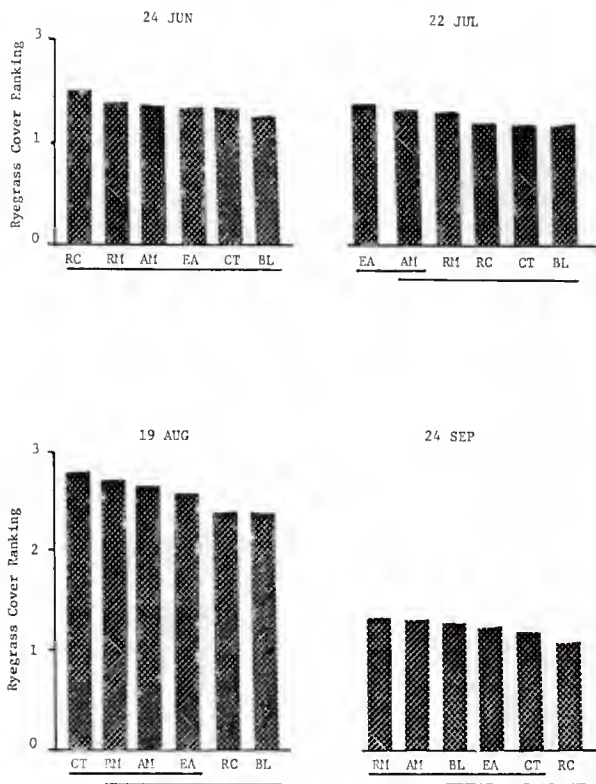 24 JUN
22 JUL
3
1
0
Ryegrass Cover Ranking
RC RM AM EA CT BL
EA AM RM RC CT BL
19 AUG
24 SEP
3
2
1
0
Ryegrass Cover Ranking
CT RM AM EA RC BL
RM AM BL EA CT RC